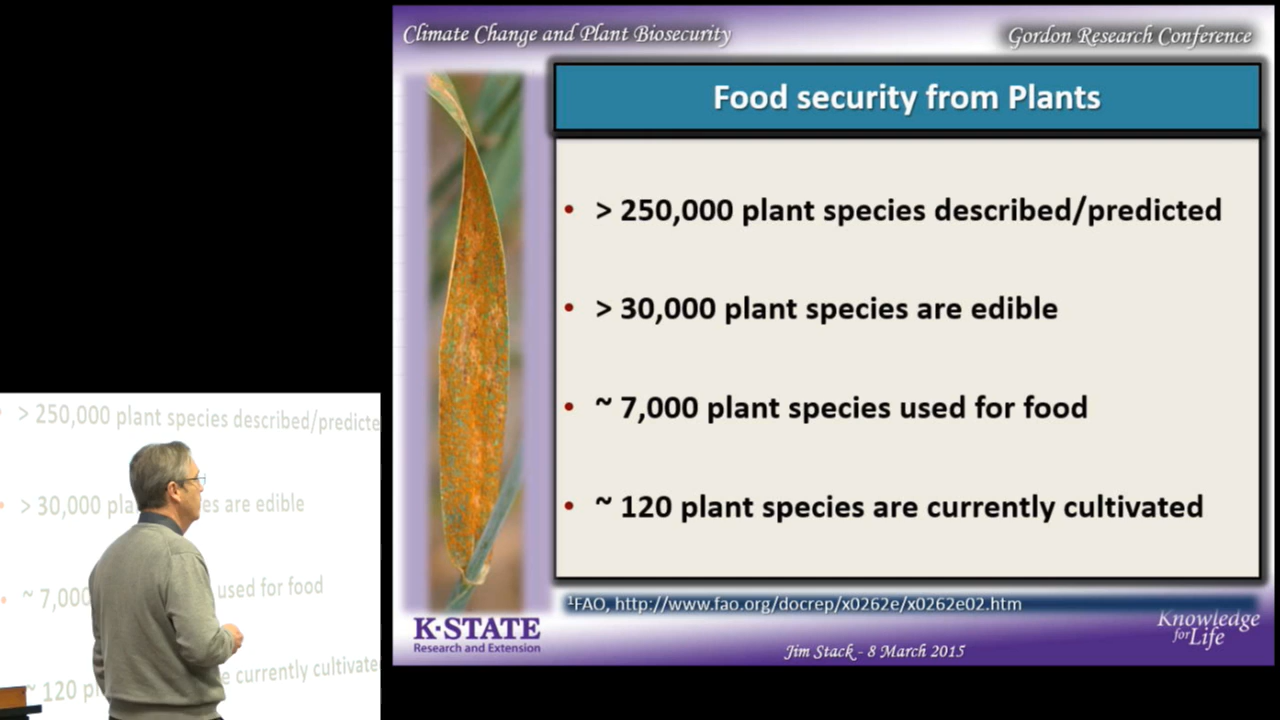 Climate Change and Plant Biosecurity
Gordon Research Conference
Food security from Plants
• > 250,000 plant species described/predicted
• > 30,000 plant species are edible
• ~ 7,000 plant species used for food
• ~ 120 plant species are currently cultivated
¹FAO, http://www.fao.org/docrep/x0262e/x0262e02.htm
K•STATE
Research and Extension
Knowledge
for Life
Jim Stack - 8 March 2015
> 250,000 plant species described/predicte
> 30,000 pla es are edible
~ 7,000 used for food
~ 120 p e currently cultivate